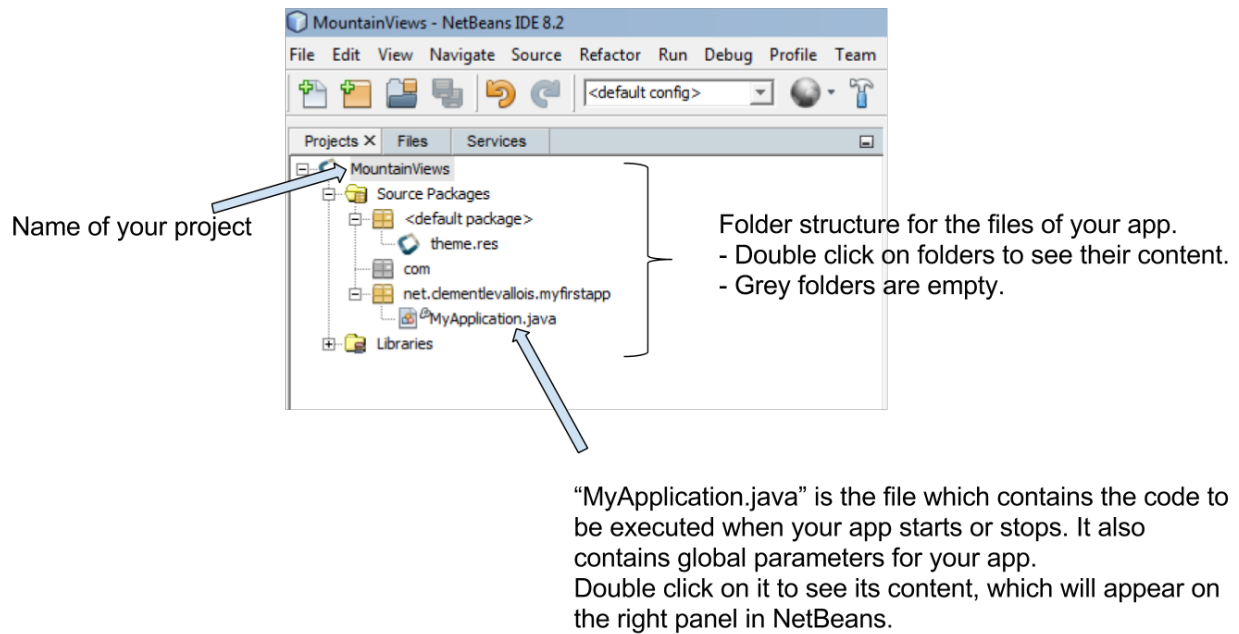 MountainViews - NetBeans IDE 8.2
File Edit View Navigate Source Refactor Run Debug Profile Team
<default config>
Projects X Files Services
MountainViews
Source Packages
<default package>
theme.res
com
net.clementlevallois.myfirstapp
MyApplication.java
Libraries
Name of your project
Folder structure for the files of your app.
- Double click on folders to see their content.
- Grey folders are empty.
“MyApplication.java” is the file which contains the code to
be executed when your app starts or stops. It also
contains global parameters for your app.
Double click on it to see its content, which will appear on
the right panel in NetBeans.